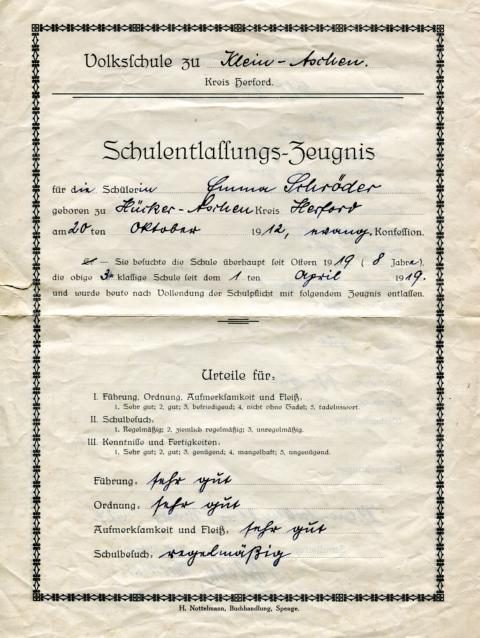 Volksschule zu Klein-Aschen.
Kreis Herford.
Schulentlassungs-Zeugnis
für die Schülerin Emma Schröder
geboren zu Hücker-Aschen Kreis Herford
am 20 ten Oktober 1912, evang. Konfession.
Er – Sie besuchte die Schule überhaupt seit Ostern 1919 (8 Jahre),
die obige 3 klassige Schule seit dem 1 ten April 1919.
und wurde heute nach Vollendung der Schulpflicht mit folgendem Zeugnis entlassen.
Urteile für:
I. Führung, Ordnung, Aufmerksamkeit und Fleiß.
1, Sehr gut; 2, gut; 3, befriedigend; 4, nicht ohne Tadel; 5, tadelnswert.
II. Schulbesuch.
1, Regelmäßig; 2, ziemlich regelmäßig; 3, unregelmäßig.
III. Kenntnisse und Fertigkeiten.
1, Sehr gut; 2, gut; 3, genügend; 4, mangelhaft; 5, ungenügend.
Führung: sehr gut
Ordnung: sehr gut
Aufmerksamkeit und Fleiß: sehr gut
Schulbesuch: regelmäßig
H. Nottelmann, Buchhandlung, Spenge.